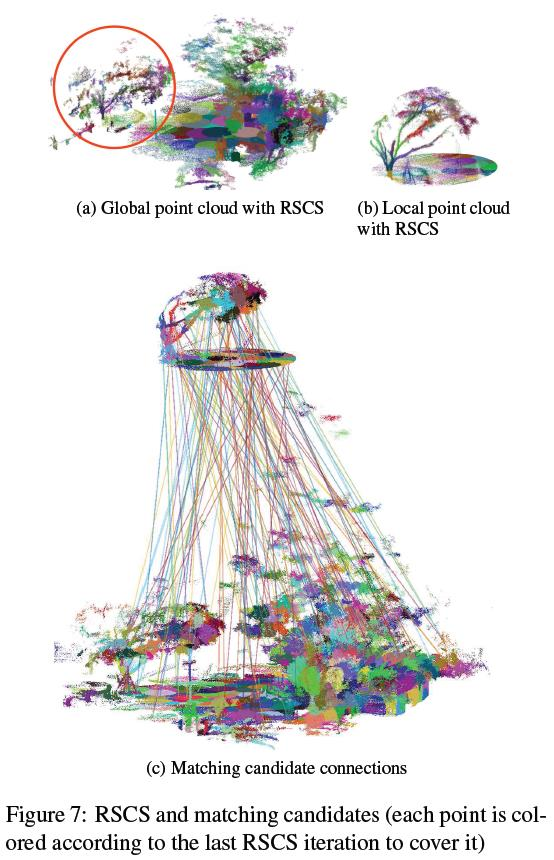 (a) Global point cloud with RSCS
(b) Local point cloud
with RSCS
(c) Matching candidate connections
Figure 7: RSCS and matching candidates (each point is col-
ored according to the last RSCS iteration to cover it)